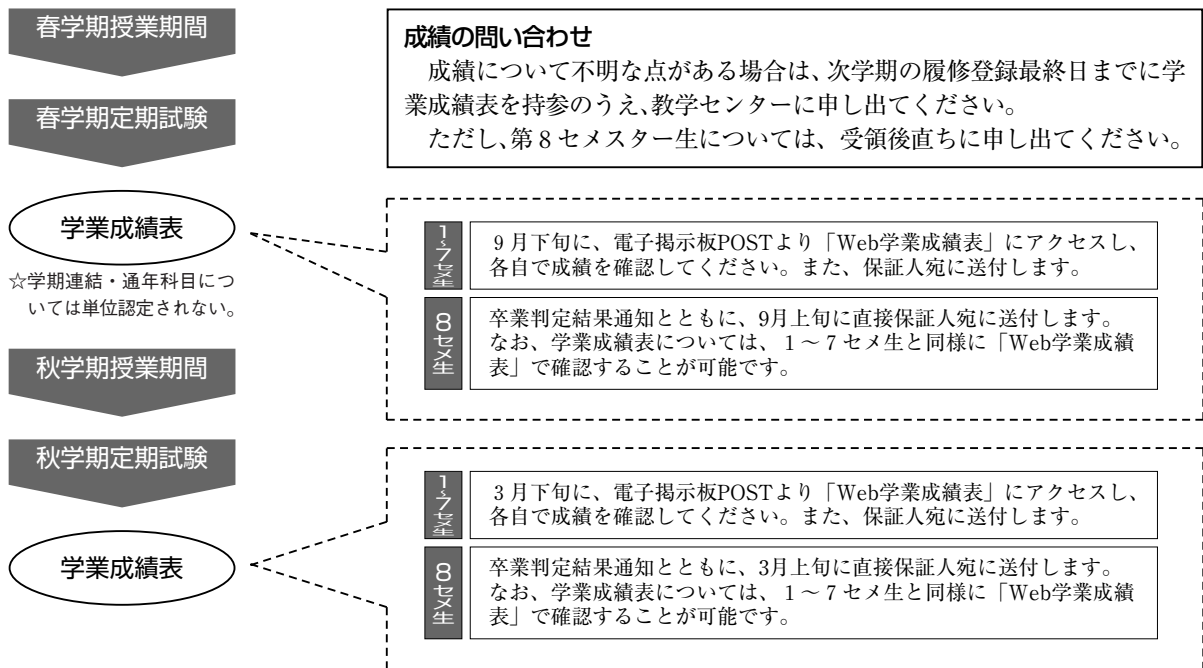 春学期授業期間
春学期定期試験
学業成績表
☆学期連結・通年科目につ
いては単位認定されない。
秋学期授業期間
秋学期定期試験
学業成績表
成績の問い合わせ
成績について不明な点がある場合は、次学期の履修登録最終日までに学
業成績表を持参のうえ、教学センターに申し出てください。
ただし、第8セメスター生については、受領後直ちに申し出てください。
1〜7セメ生
9月下旬に、電子掲示板POSTより「Web学業成績表」にアクセスし、
各自で成績を確認してください。また、保証人宛に送付します。
8セメ生
卒業判定結果通知とともに、9月上旬に直接保証人宛に送付します。
なお、学業成績表については、1〜7セメ生と同様に「Web学業成績
表」で確認することが可能です。
1〜7セメ生
3月下旬に、電子掲示板POSTより「Web学業成績表」にアクセスし、
各自で成績を確認してください。また、保証人宛に送付します。
8セメ生
卒業判定結果通知とともに、3月上旬に直接保証人宛に送付します。
なお、学業成績表については、1〜7セメ生と同様に「Web学業成績
表」で確認することが可能です。